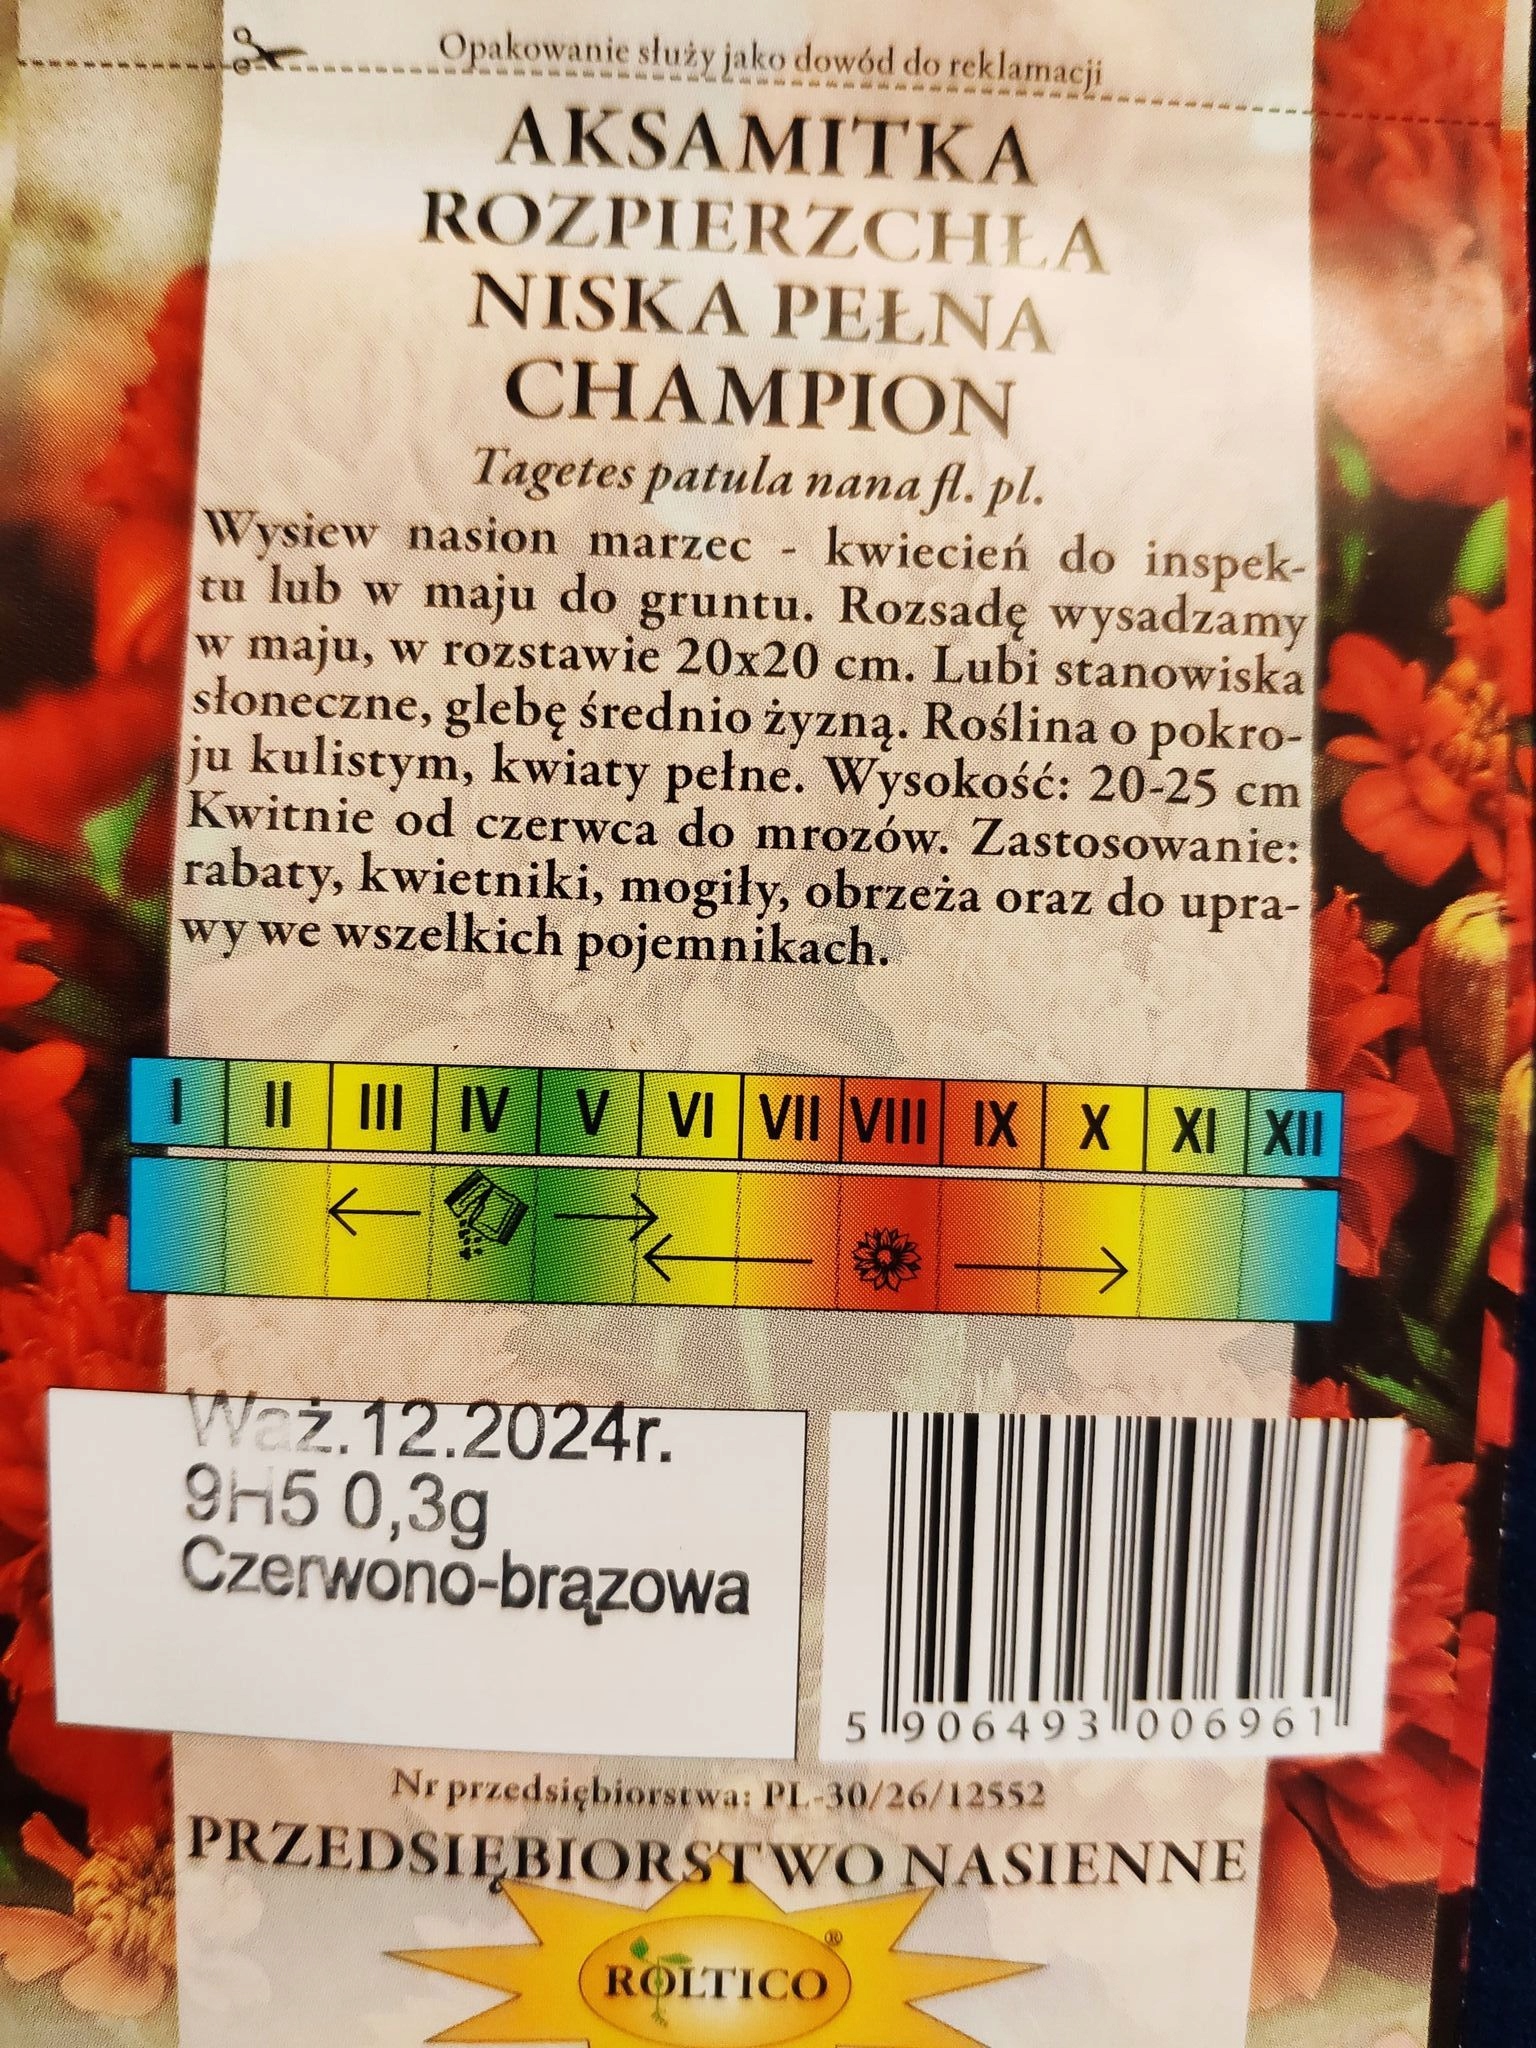 Opakowanie służy jako dowód do reklamacji
AKSAMITKA
ROZPIERZCHŁA
NISKA PEŁNA
CHAMPION
Tagetes patula nana fl. pl.
Wysiew nasion marzec - kwiecień do inspek-
tu lub w maju do gruntu. Rozsadę wysadzamy
w maju, w rozstawie 20x20 cm. Lubi stanowiska
słoneczne, glebę średnio żyzną. Roślina o pokro-
ju kulistym, kwiaty pełne. Wysokość: 20-25 cm
Kwitnie od czerwca do mrozów. Zastosowanie:
rabaty, kwietniki, mogiły, obrzeża oraz do upra-
wy we wszelkich pojemnikach.
I II III IV V VI VII VIII IX X XI XII
Waż.12.2024r.
9H5 0,3g
Czerwono-brązowa
5 906493 006961
Nr przedsiębiorstwa: PL-30/26/12552
PRZEDSIĘBIORSTWO NASIENNE
ROLTICO ®